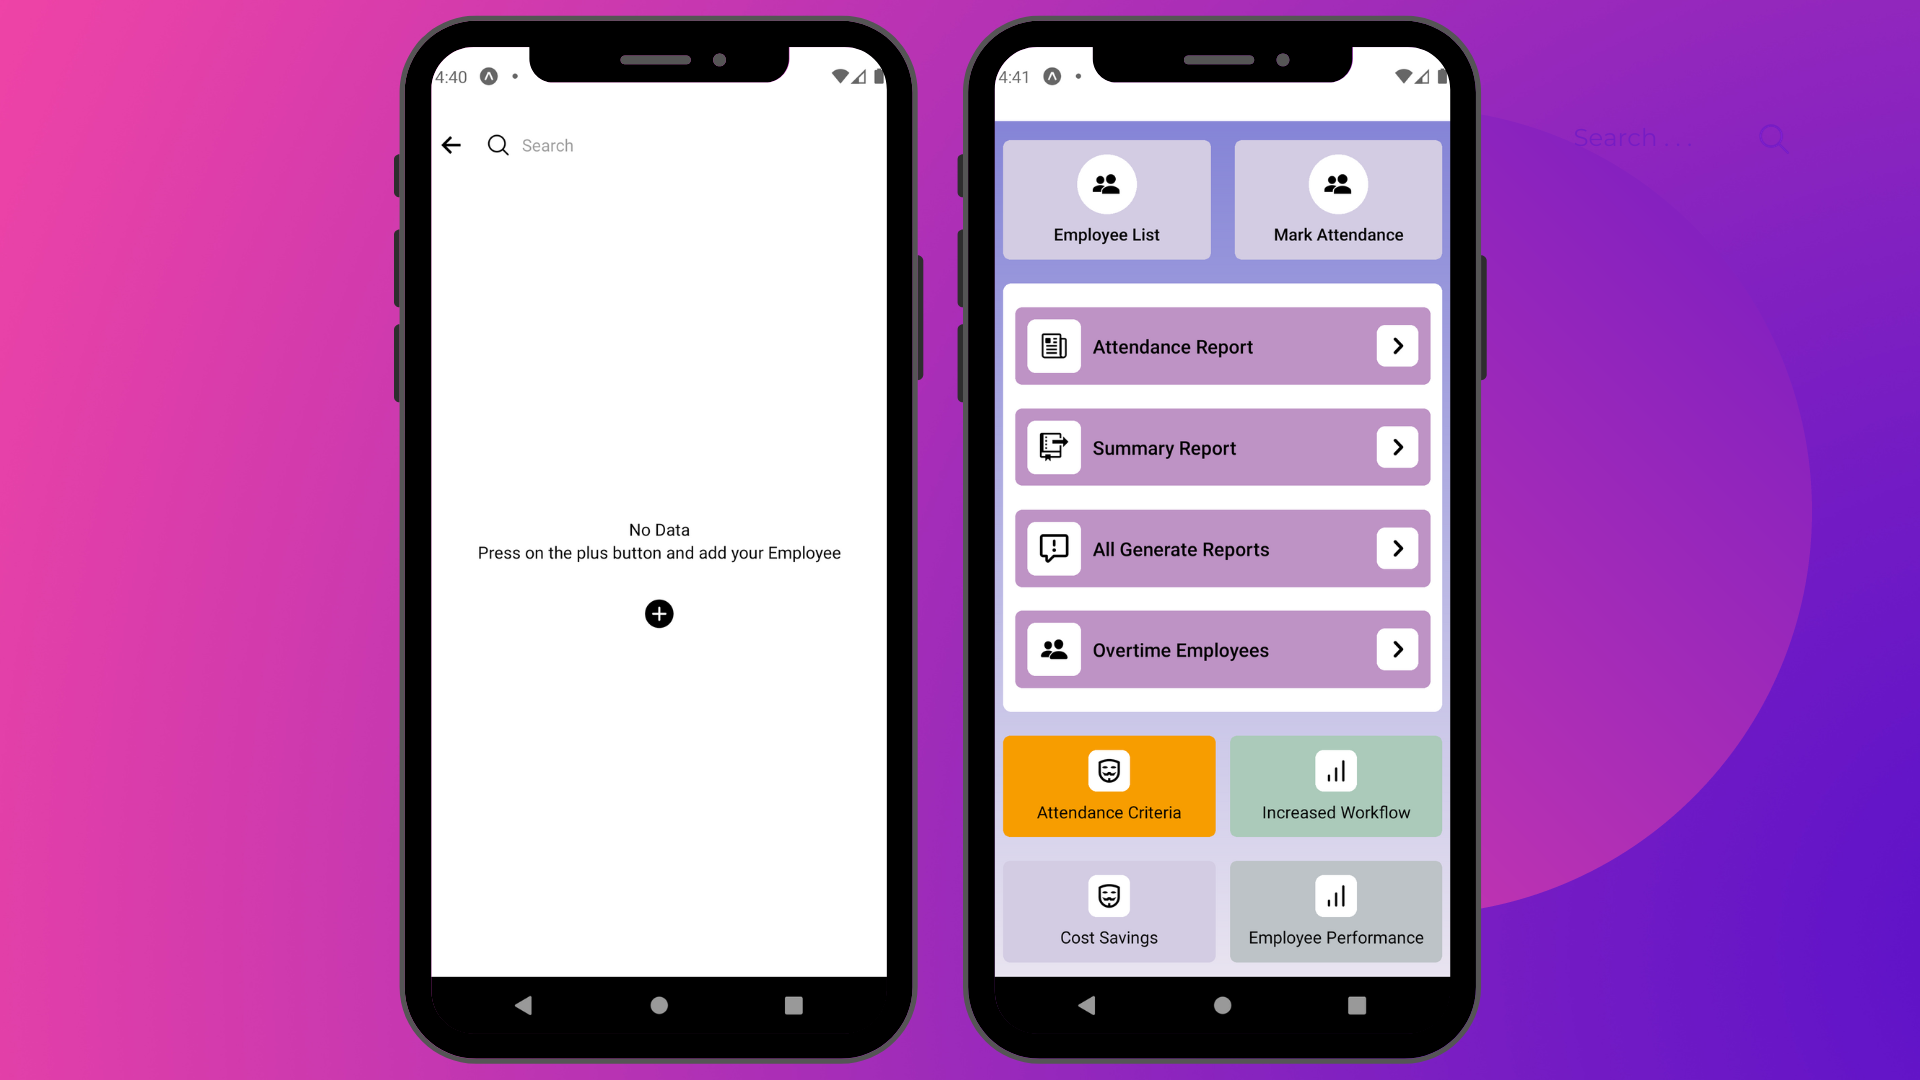 4:40
Search
No Data
Press on the plus button and add your Employee
4:41
Employee List
Mark Attendance
Attendance Report
Summary Report
All Generate Reports
Overtime Employees
Attendance Criteria
Increased Workflow
Cost Savings
Employee Performance
Search . . .